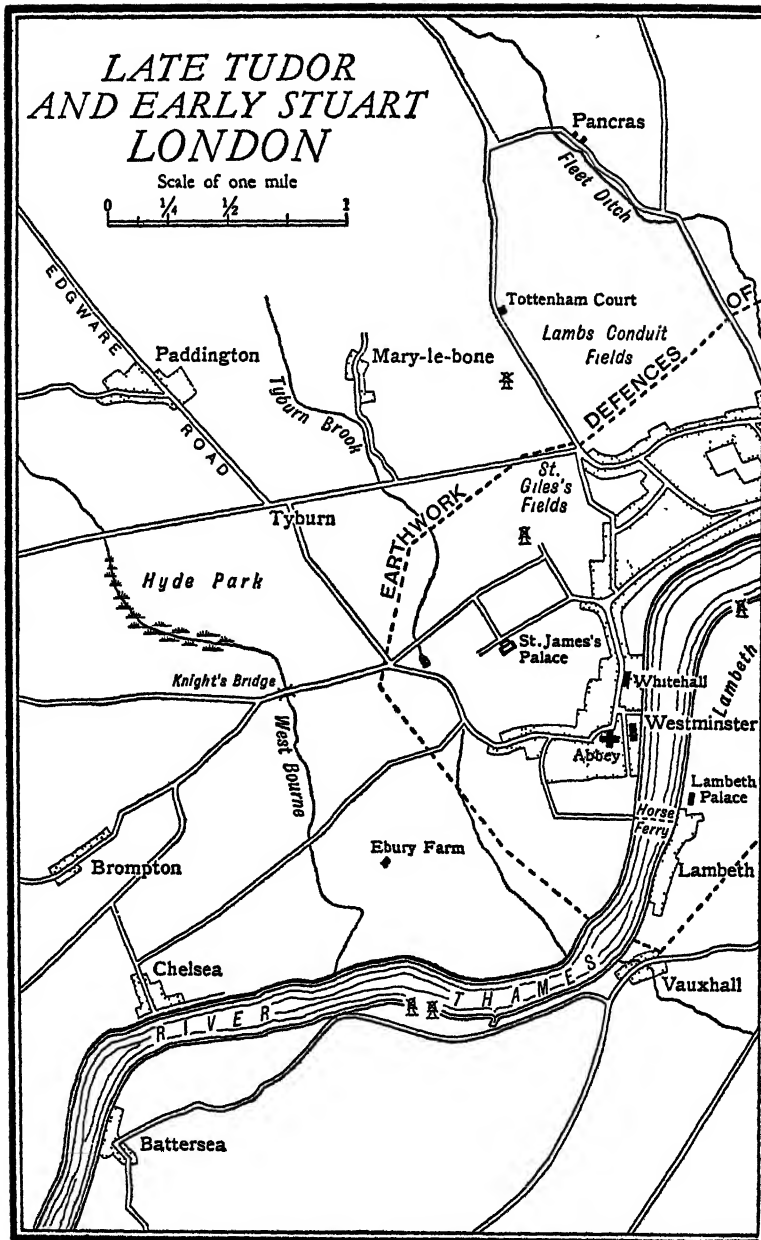 LATE TUDOR
AND EARLY STUART
LONDON
Scale of one mile
0 ¼ ½ 1
Pancras
Fleet Ditch
EDGWARE ROAD
Tottenham Court
OF
Lambs Conduit
Fields
Paddington
Mary-le-bone
DEFENCES
Tyburn Brook
St.
Giles's
Fields
Tyburn
EARTHWORK
Hyde Park
St. James's
Palace
Knight's Bridge
Whitehall
Lambeth
West Bourne
Westminster
Abbey
Lambeth
Palace
Horse
Ferry
Ebury Farm
Brompton
Lambeth
Chelsea
Vauxhall
RIVER THAMES
Battersea